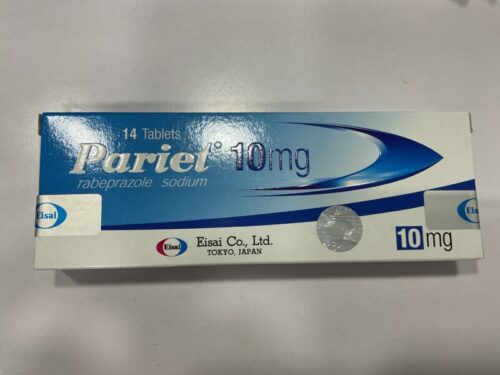 14 Tablets
Pariet® 10mg
rabeprazole sodium
Eisai
Eisai
Eisai
Eisai Co., Ltd.
TOKYO, JAPAN
10mg